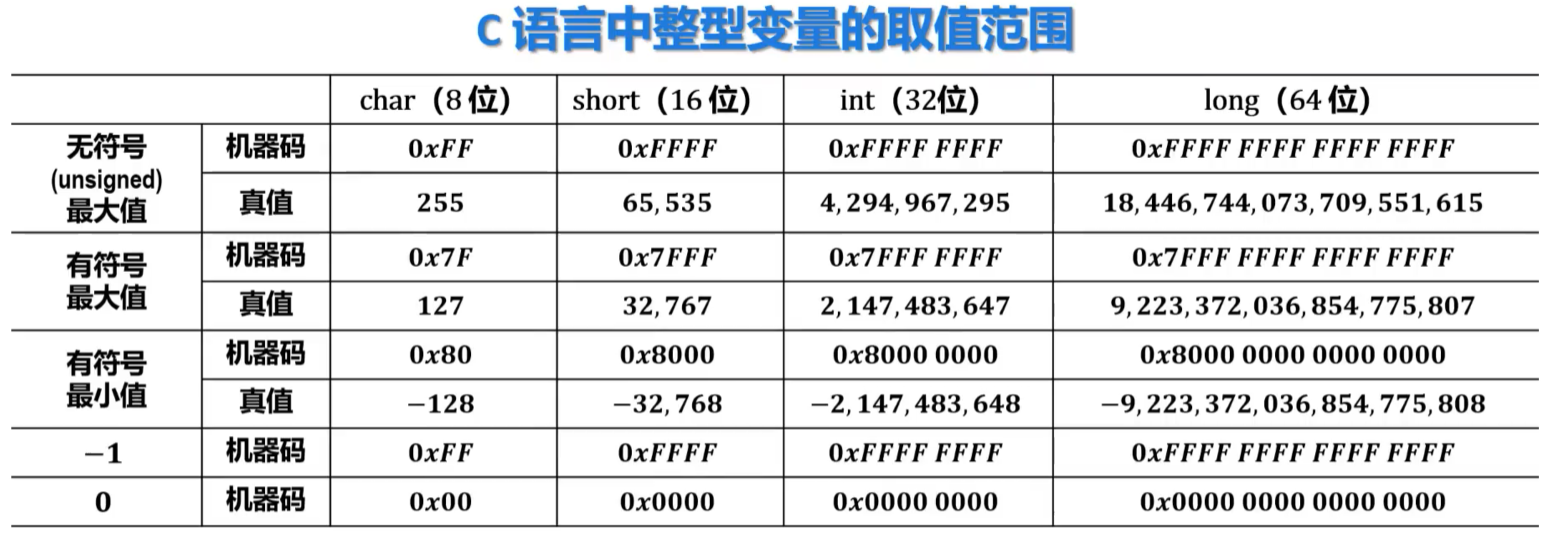 C 语言中整型变量的取值范围
char（8 位） short（16 位） int（32位） long（64 位）
无符号
(unsigned)
最大值
机器码 0xFF 0xFFFF 0xFFFF FFFF 0xFFFF FFFF FFFF FFFF
真值 255 65,535 4,294,967,295 18,446,744,073,709,551,615
有符号
最大值
机器码 0x7F 0x7FFF 0x7FFF FFFF 0x7FFF FFFF FFFF FFFF
真值 127 32,767 2,147,483,647 9,223,372,036,854,775,807
有符号
最小值
机器码 0x80 0x8000 0x8000 0000 0x8000 0000 0000 0000
真值 −128 −32,768 −2,147,483,648 −9,223,372,036,854,775,808
−1 机器码 0xFF 0xFFFF 0xFFFF FFFF 0xFFFF FFFF FFFF FFFF
0 机器码 0x00 0x0000 0x0000 0000 0x0000 0000 0000 0000